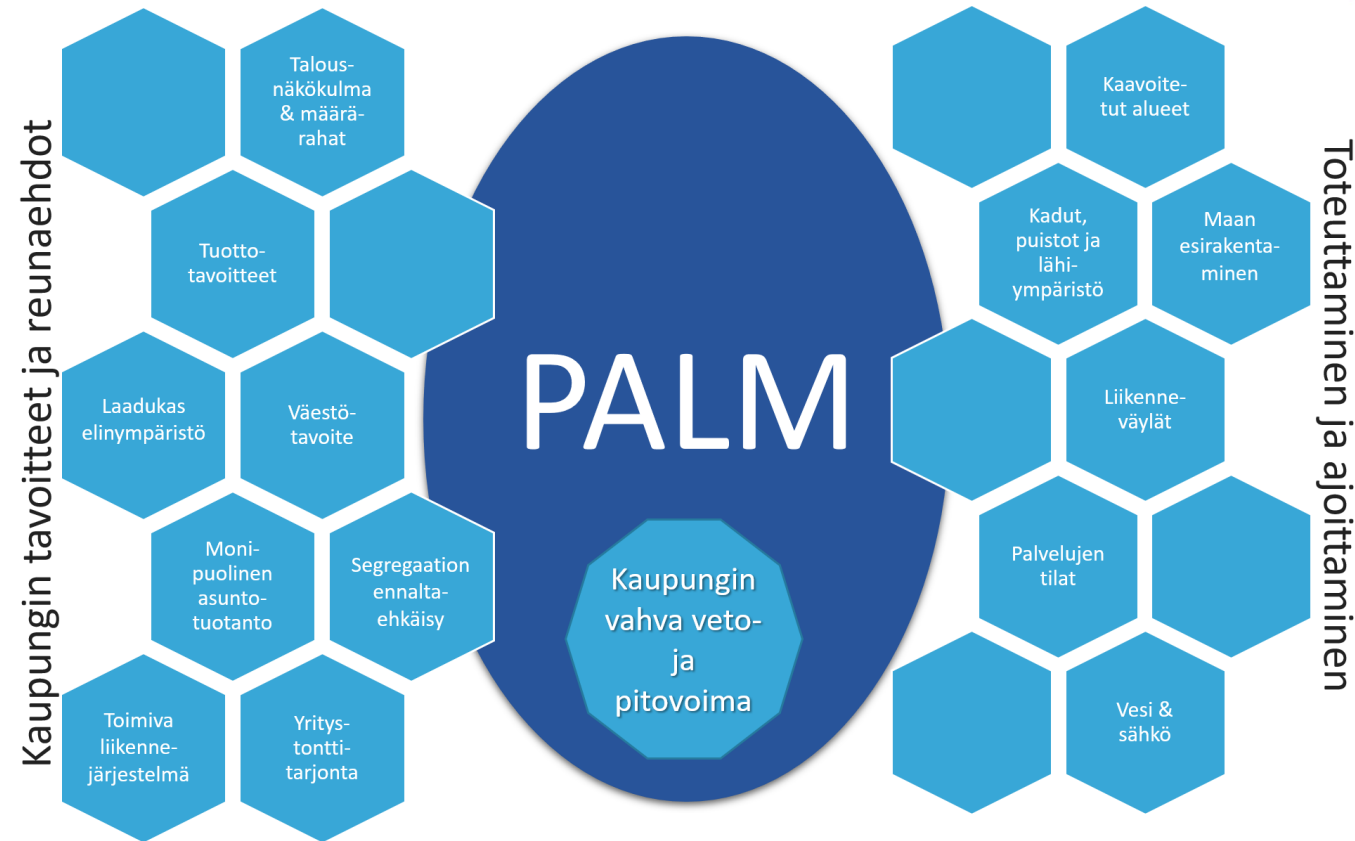 Kaupungin tavoitteet ja reunaehdot
Talous-
näkökulma
& määrä-
rahat
Tuotto-
tavoitteet
Laadukas
elinympäristö
Väestö-
tavoite
Moni-
puolinen
asunto-
tuotanto
Segregaation
ennalta-
ehkäisy
Toimiva
liikenne-
järjestelmä
Yritys-
tontti-
tarjonta
PALM
Kaupungin
vahva veto-
ja
pitovoima
Kaavoite-
tut alueet
Kadut,
puistot ja
lähi-
ympäristö
Maan
esirakenta-
minen
Liikenne-
väylät
Palvelujen
tilat
Vesi &
sähkö
Toteuttaminen ja ajoittaminen